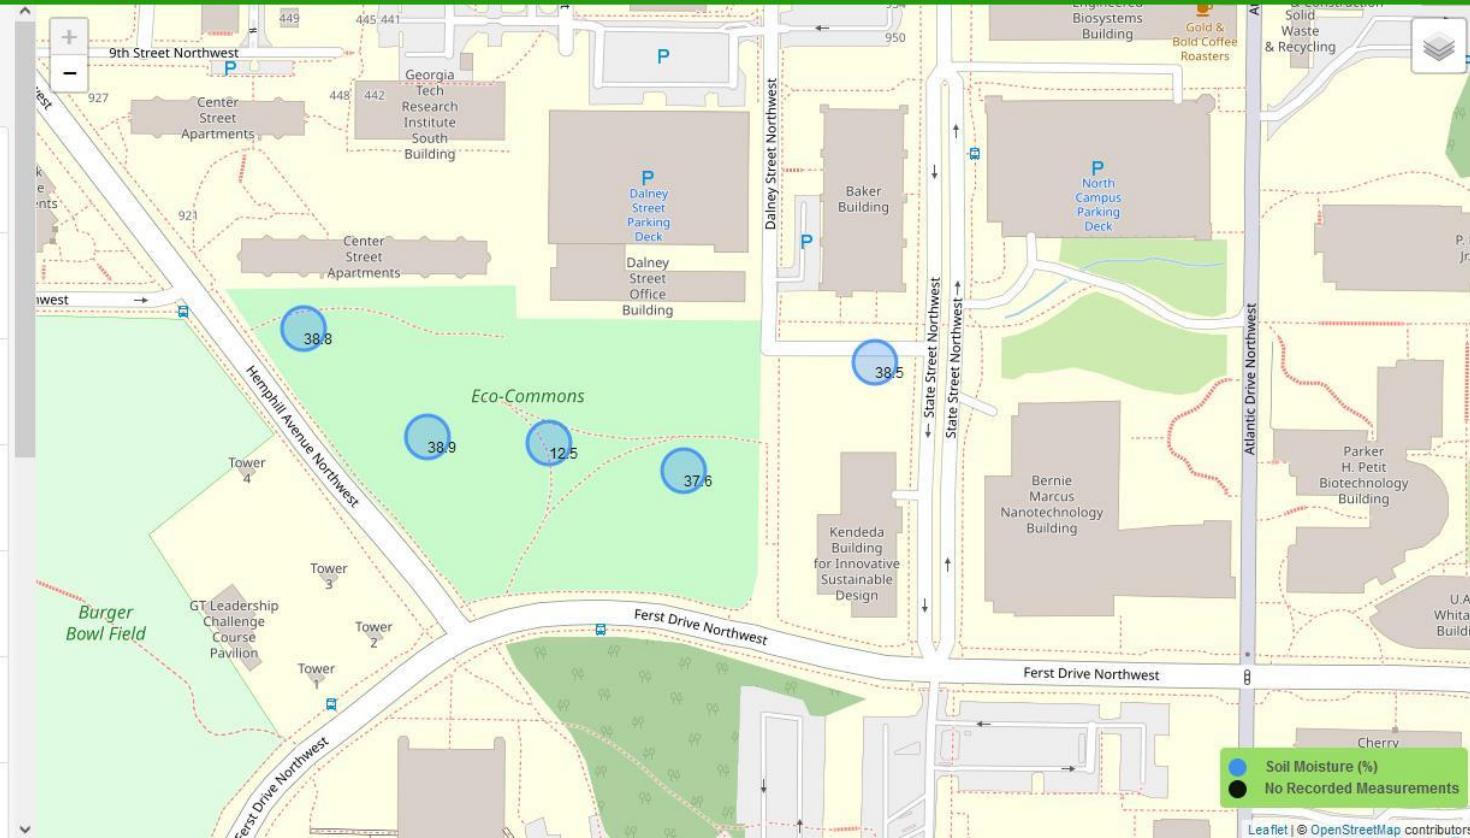 449
445 441
9th Street Northwest
P
927
Center
Street
Apartments
448 442
Georgia
Tech
Research
Institute
South
Building
P
Dalney Street Northwest
950
Biosystems
Building
Gold &
Bold Coffee
Roasters
Solid
Waste
& Recycling
921
Center
Street
Apartments
P
Dalney
Street
Parking
Deck
Dalney
Street
Office
Building
P
Baker
Building
P
North
Campus
Parking
Deck
38.8
Hemphill Avenue Northwest
Eco-Commons
38.9
12.5
37.6
38.5
State Street Northwest
State Street Northwest
Atlantic Drive Northwest
Tower
4
Tower
3
Tower
2
Tower
1
GT Leadership
Challenge
Course
Pavilion
Burger
Bowl Field
Kendeda
Building
for Innovative
Sustainable
Design
Bernie
Marcus
Nanotechnology
Building
Parker
H. Petit
Biotechnology
Building
Ferst Drive Northwest
Ferst Drive Northwest
Ferst Drive Northwest
Cherry
Soil Moisture (%)
No Recorded Measurements
Leaflet | © OpenStreetMap contributors